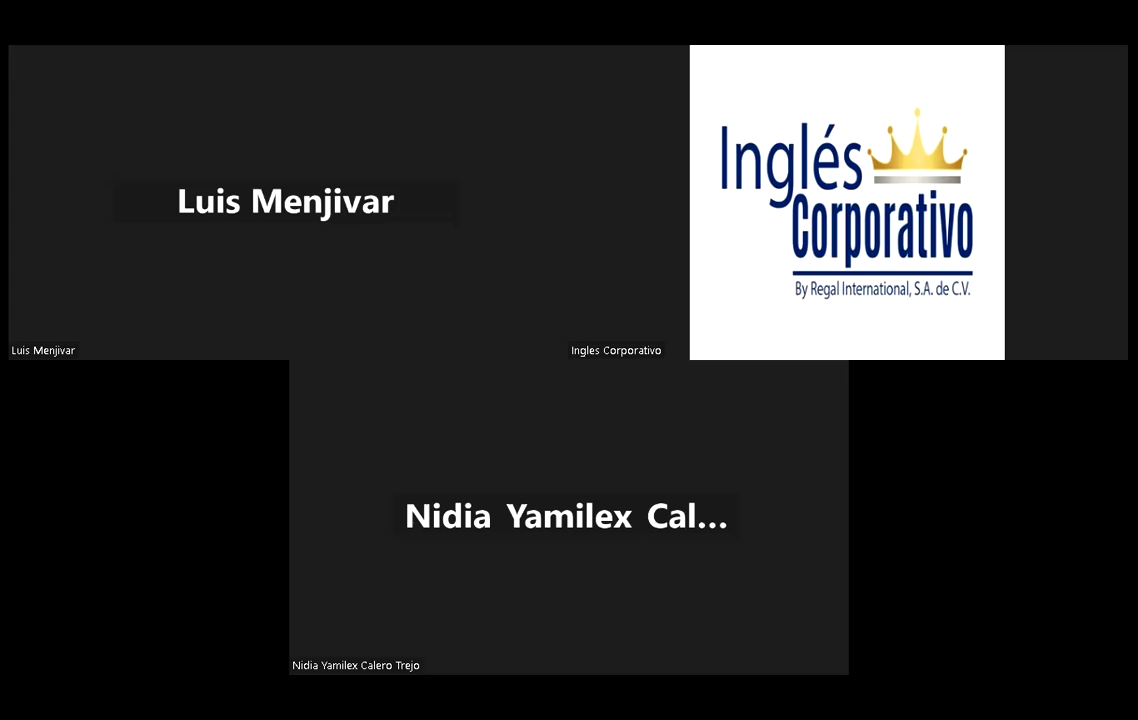 Luis Menjivar
Inglés
Corporativo
By Regal International, S.A. de C.V.
Luis Menjivar
Ingles Corporativo
Nidia Yamilex Cal...
Nidia Yamilex Calero Trejo